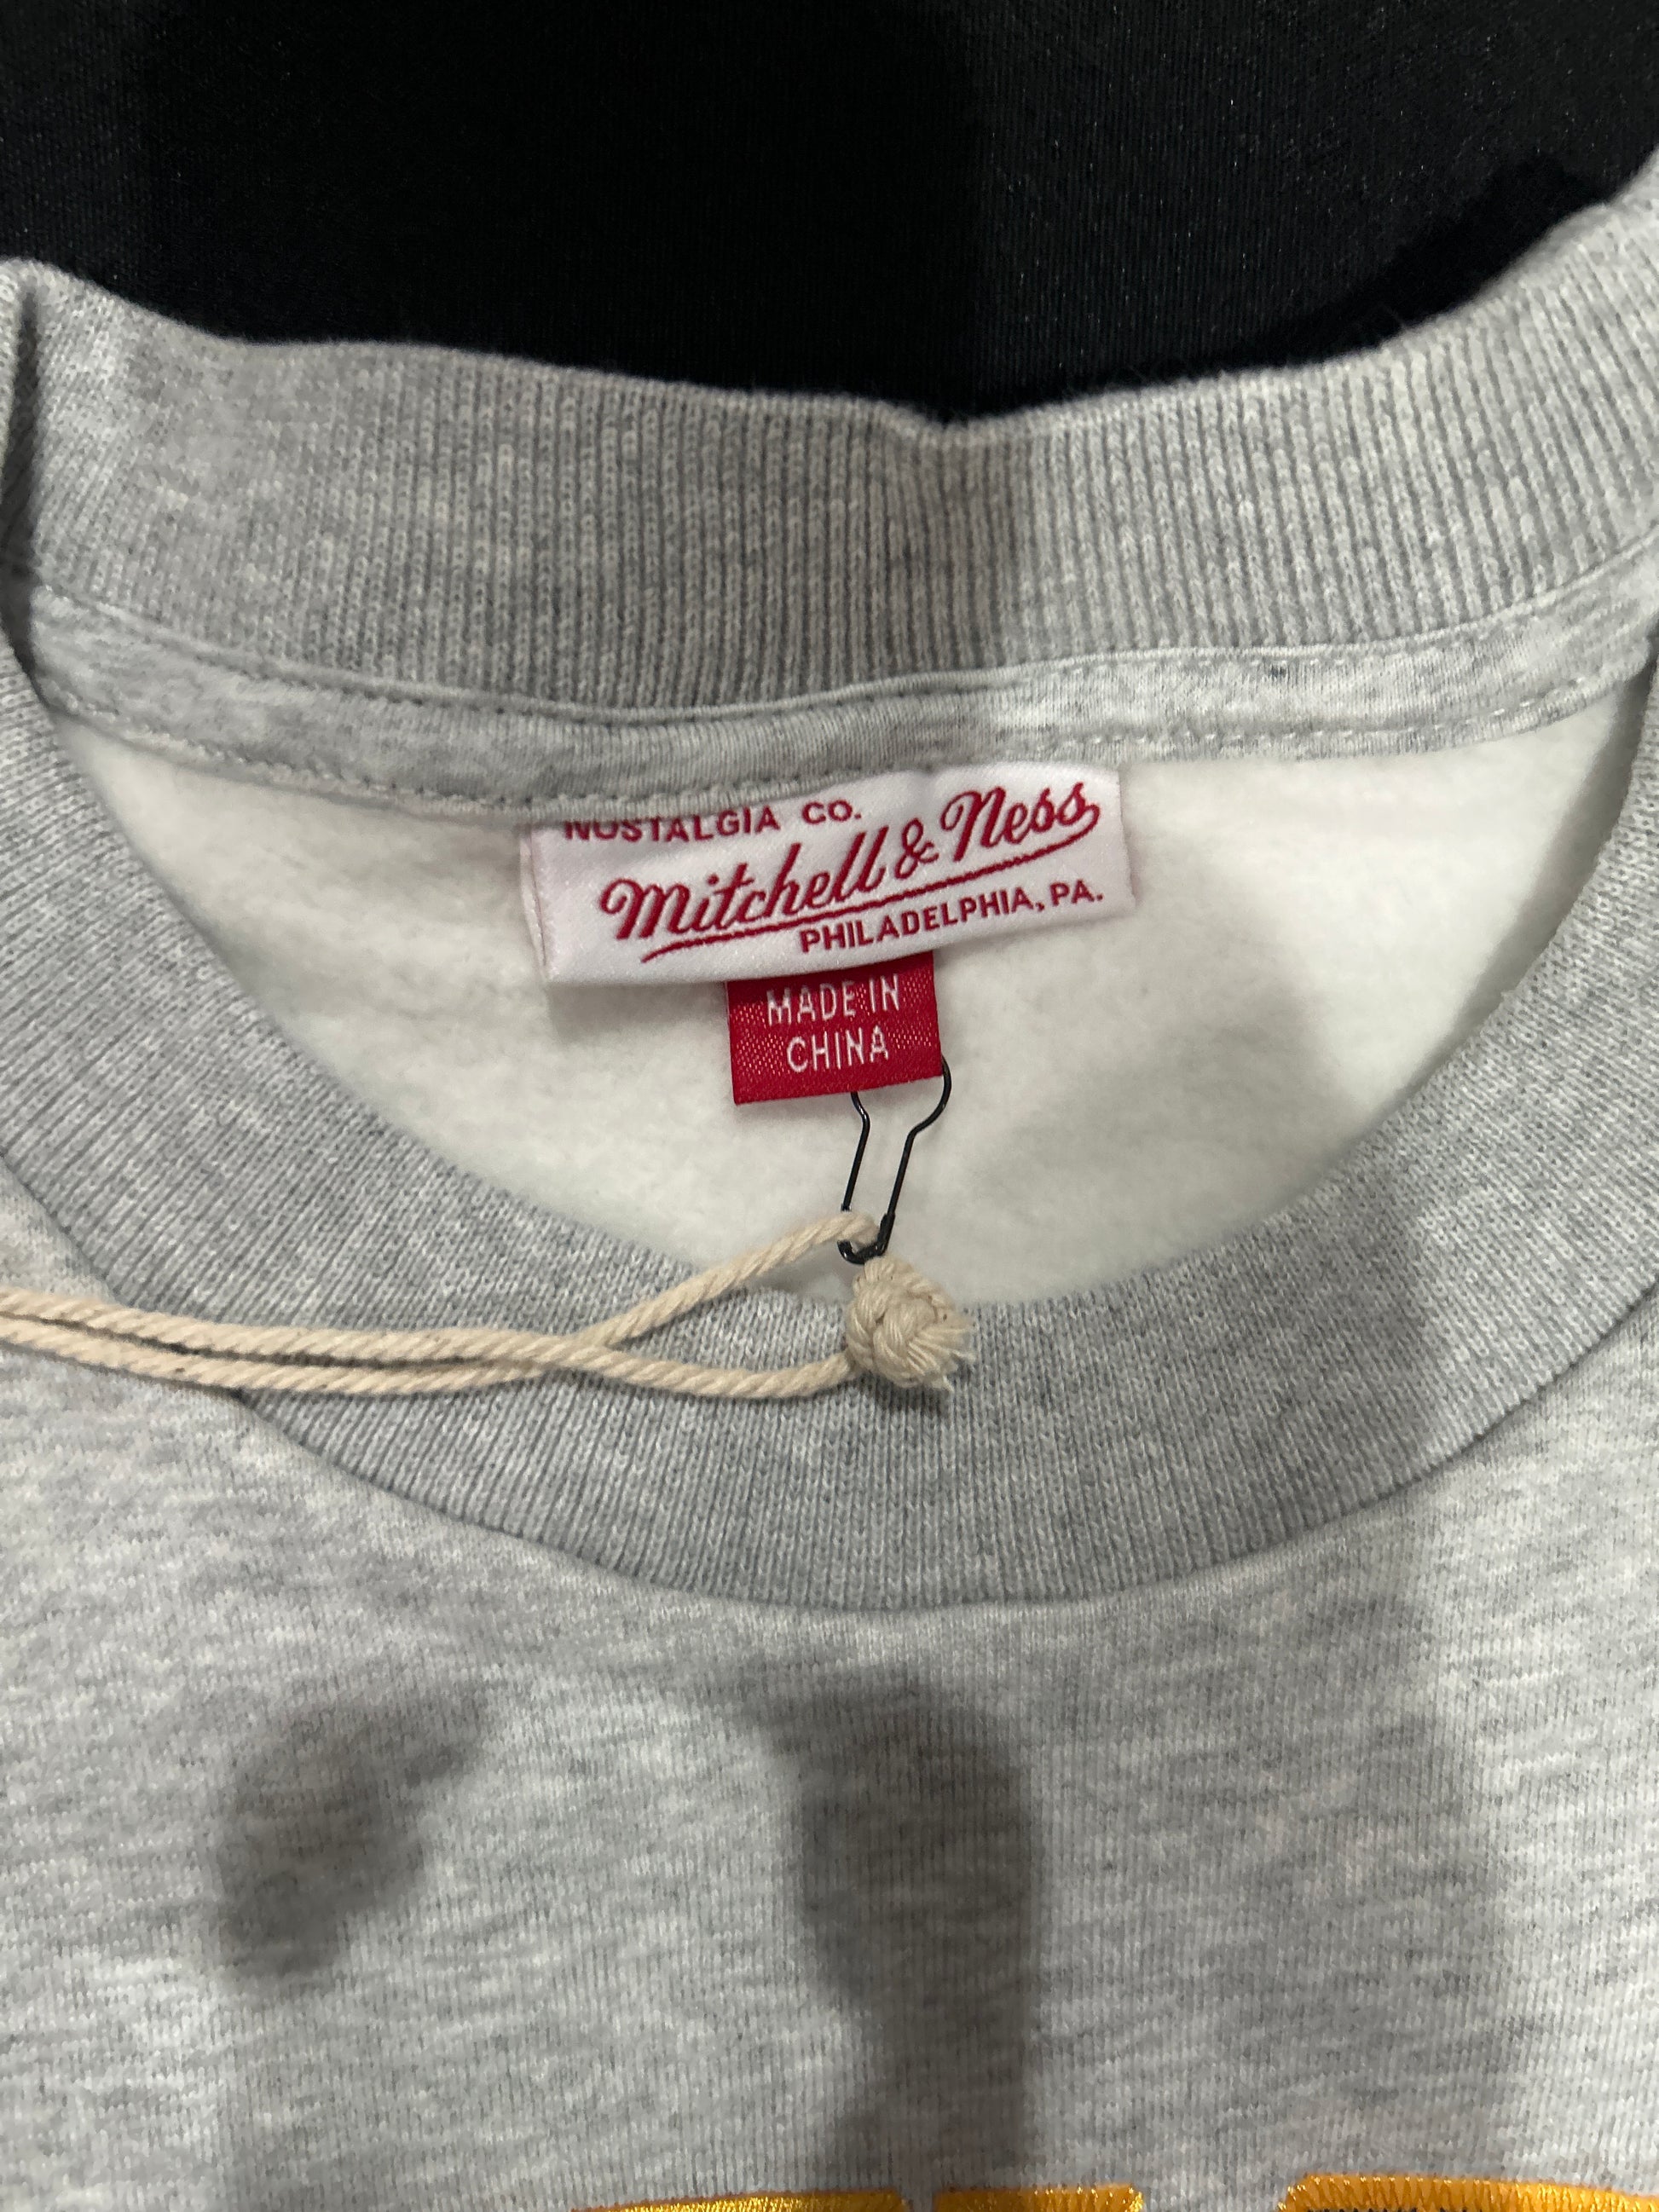 NOSTALGIA CO.
Mitchell & Ness
PHILADELPHIA, PA.
MADE IN
CHINA